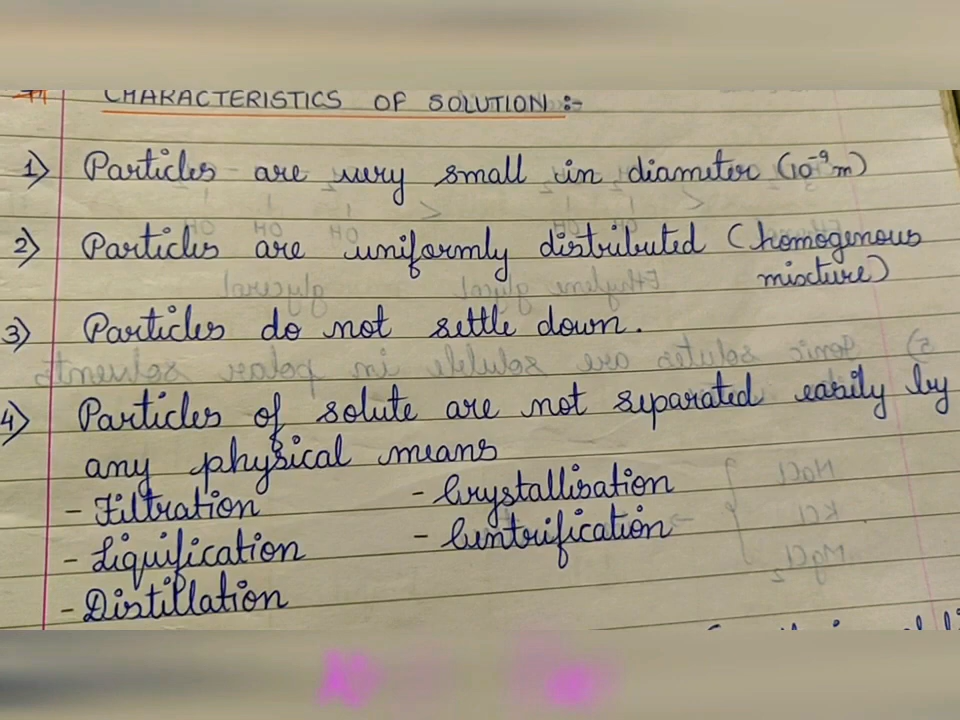 CHARACTERISTICS OF SOLUTION :-
1) Particles are very small in diameter (10⁻⁹m)
2) Particles are uniformly distributed (homogenous
mixture)
3) Particles do not settle down.
4) Particles of solute are not separated easily by
any physical means
- Filtration - Crystallisation
- Liquification - Centrification
- Distillation